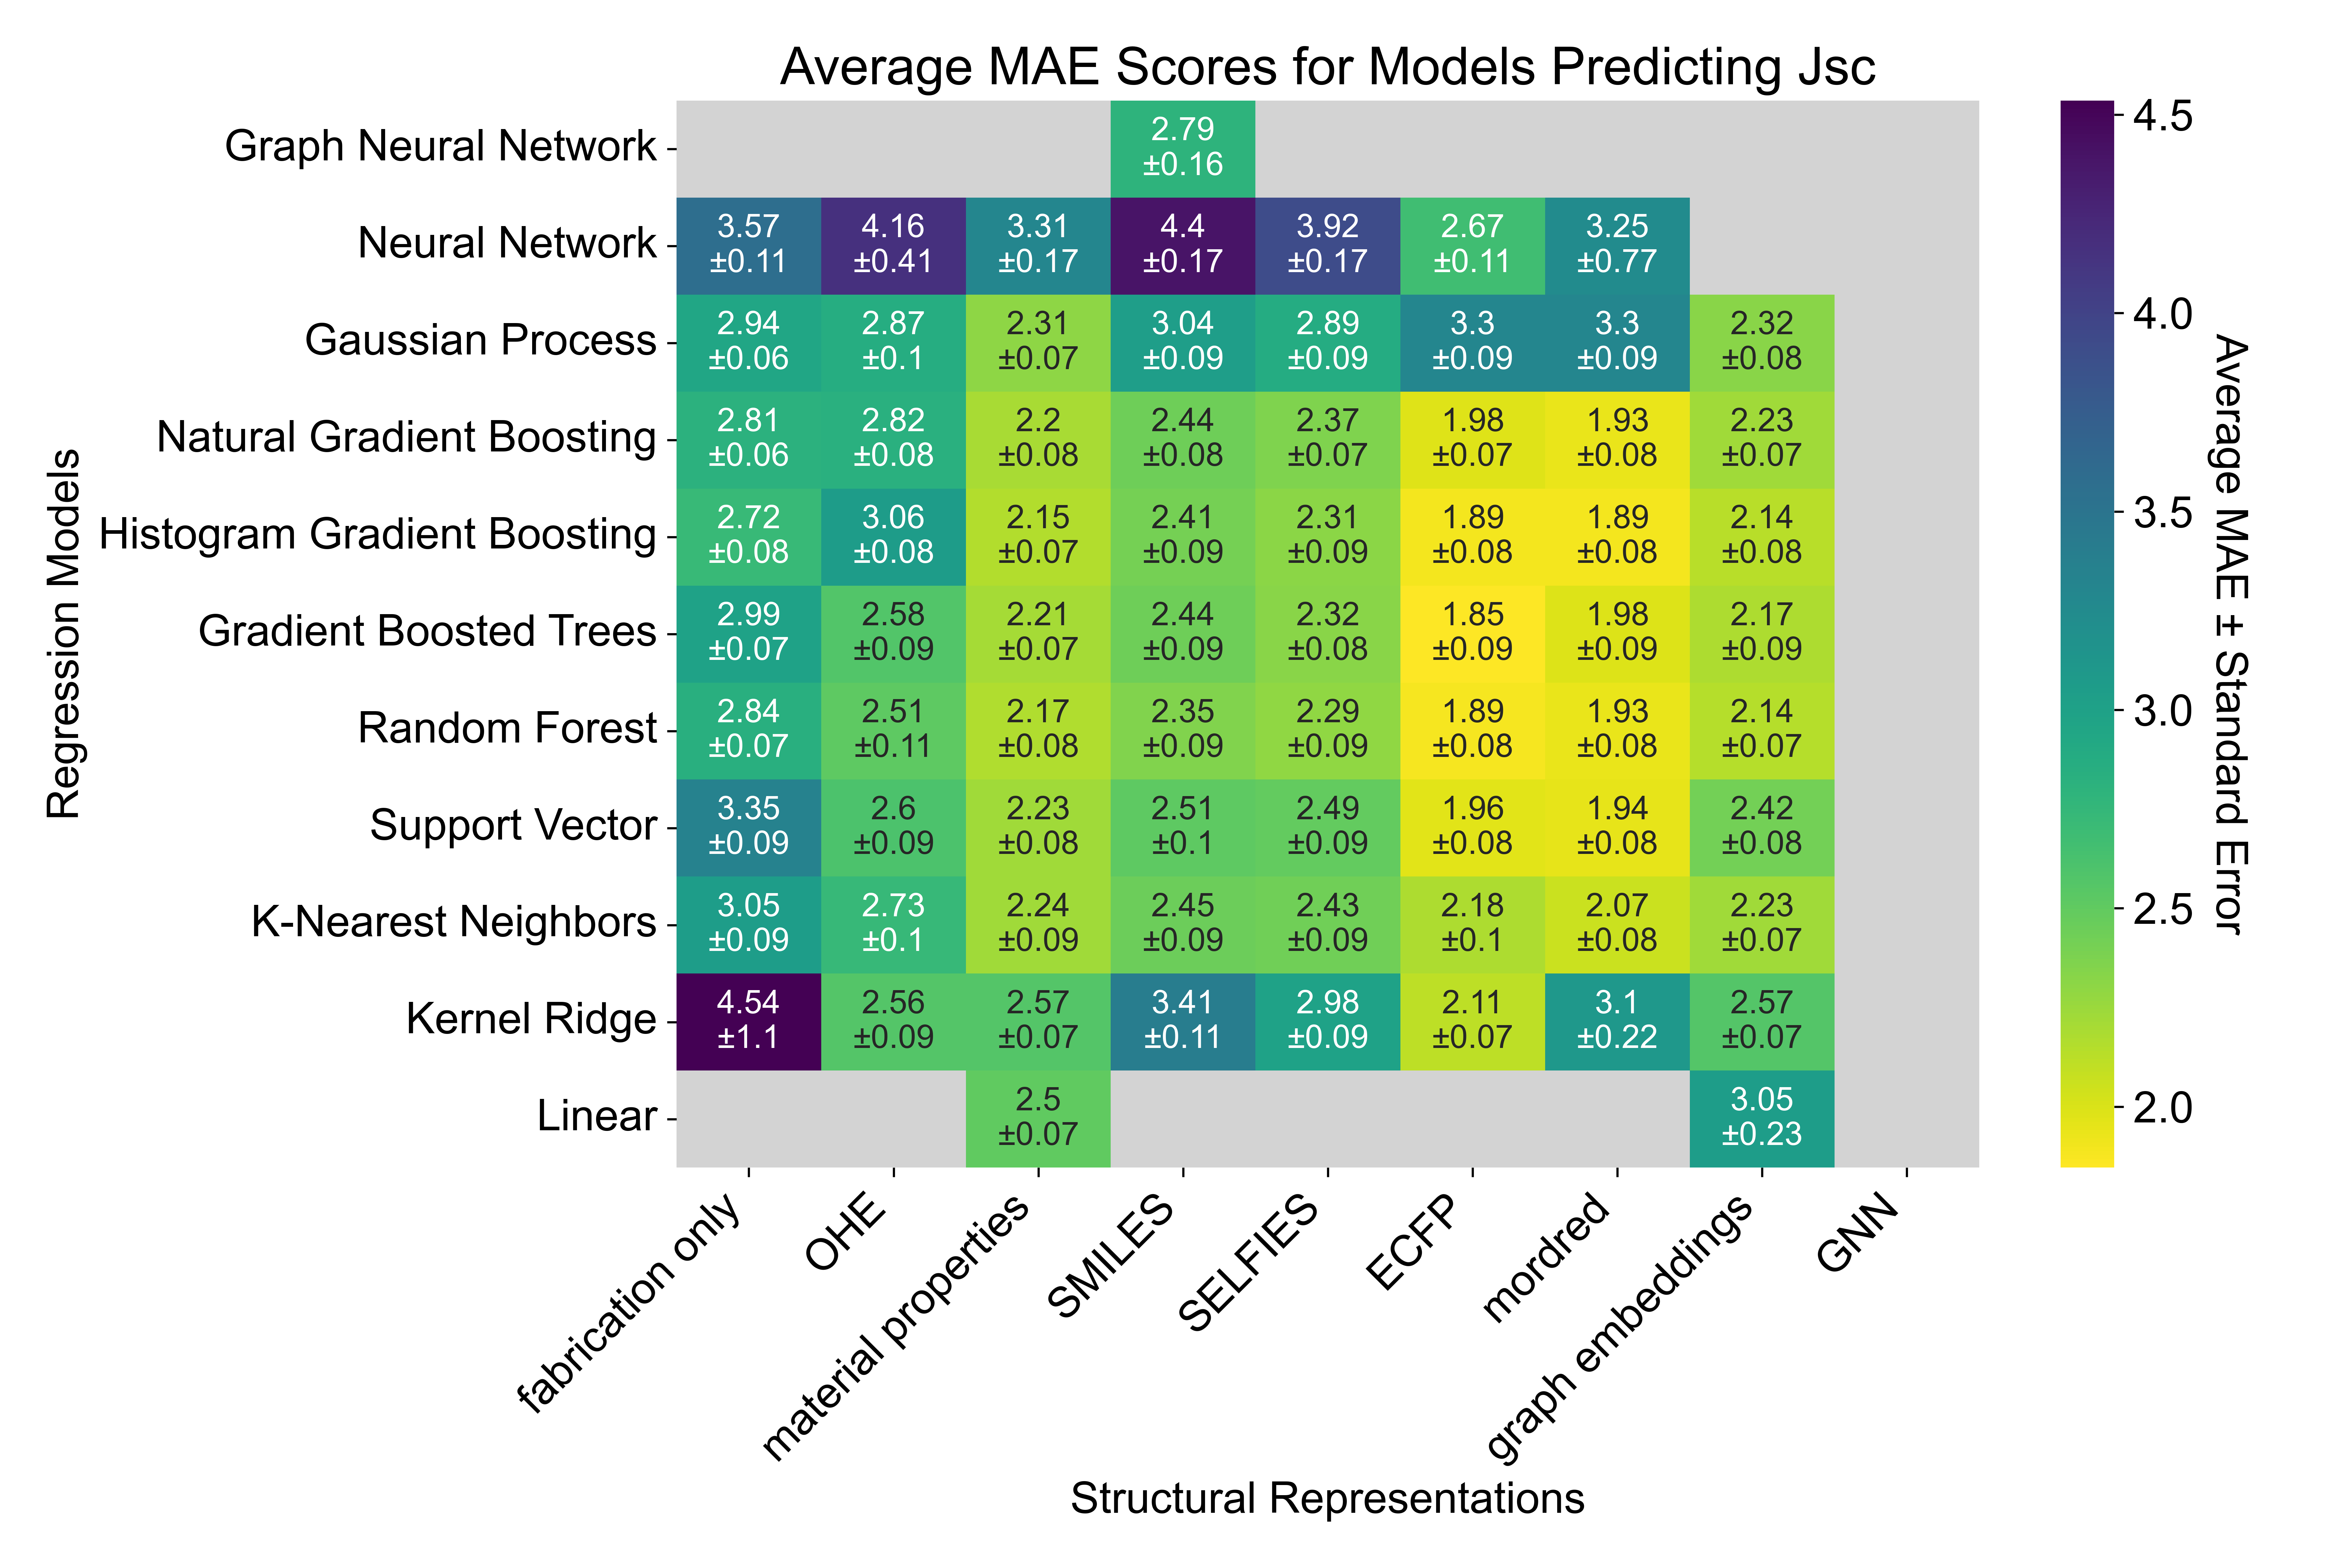 Average MAE Scores for Models Predicting Jsc
Regression Models
Graph Neural Network
2.79
±0.16
Neural Network
3.57 4.16 3.31 4.4 3.92 2.67 3.25
±0.11 ±0.41 ±0.17 ±0.17 ±0.17 ±0.11 ±0.77
Gaussian Process
2.94 2.87 2.31 3.04 2.89 3.3 3.3 2.32
±0.06 ±0.1 ±0.07 ±0.09 ±0.09 ±0.09 ±0.09 ±0.08
Natural Gradient Boosting
2.81 2.82 2.2 2.44 2.37 1.98 1.93 2.23
±0.06 ±0.08 ±0.08 ±0.08 ±0.07 ±0.07 ±0.08 ±0.07
Histogram Gradient Boosting
2.72 3.06 2.15 2.41 2.31 1.89 1.89 2.14
±0.08 ±0.08 ±0.07 ±0.09 ±0.09 ±0.08 ±0.08 ±0.08
Gradient Boosted Trees
2.99 2.58 2.21 2.44 2.32 1.85 1.98 2.17
±0.07 ±0.09 ±0.07 ±0.09 ±0.08 ±0.09 ±0.09 ±0.09
Random Forest
2.84 2.51 2.17 2.35 2.29 1.89 1.93 2.14
±0.07 ±0.11 ±0.08 ±0.09 ±0.09 ±0.08 ±0.08 ±0.07
Support Vector
3.35 2.6 2.23 2.51 2.49 1.96 1.94 2.42
±0.09 ±0.09 ±0.08 ±0.1 ±0.09 ±0.08 ±0.08 ±0.08
K-Nearest Neighbors
3.05 2.73 2.24 2.45 2.43 2.18 2.07 2.23
±0.09 ±0.1 ±0.09 ±0.09 ±0.09 ±0.1 ±0.08 ±0.07
Kernel Ridge
4.54 2.56 2.57 3.41 2.98 2.11 3.1 2.57
±1.1 ±0.09 ±0.07 ±0.11 ±0.09 ±0.07 ±0.22 ±0.07
Linear
2.5 3.05
±0.07 ±0.23
fabrication only
OHE
material properties
SMILES
SELFIES
ECFP
mordred
graph embeddings
GNN
Structural Representations
4.5
4.0
3.5
3.0
2.5
2.0
Average MAE ± Standard Error